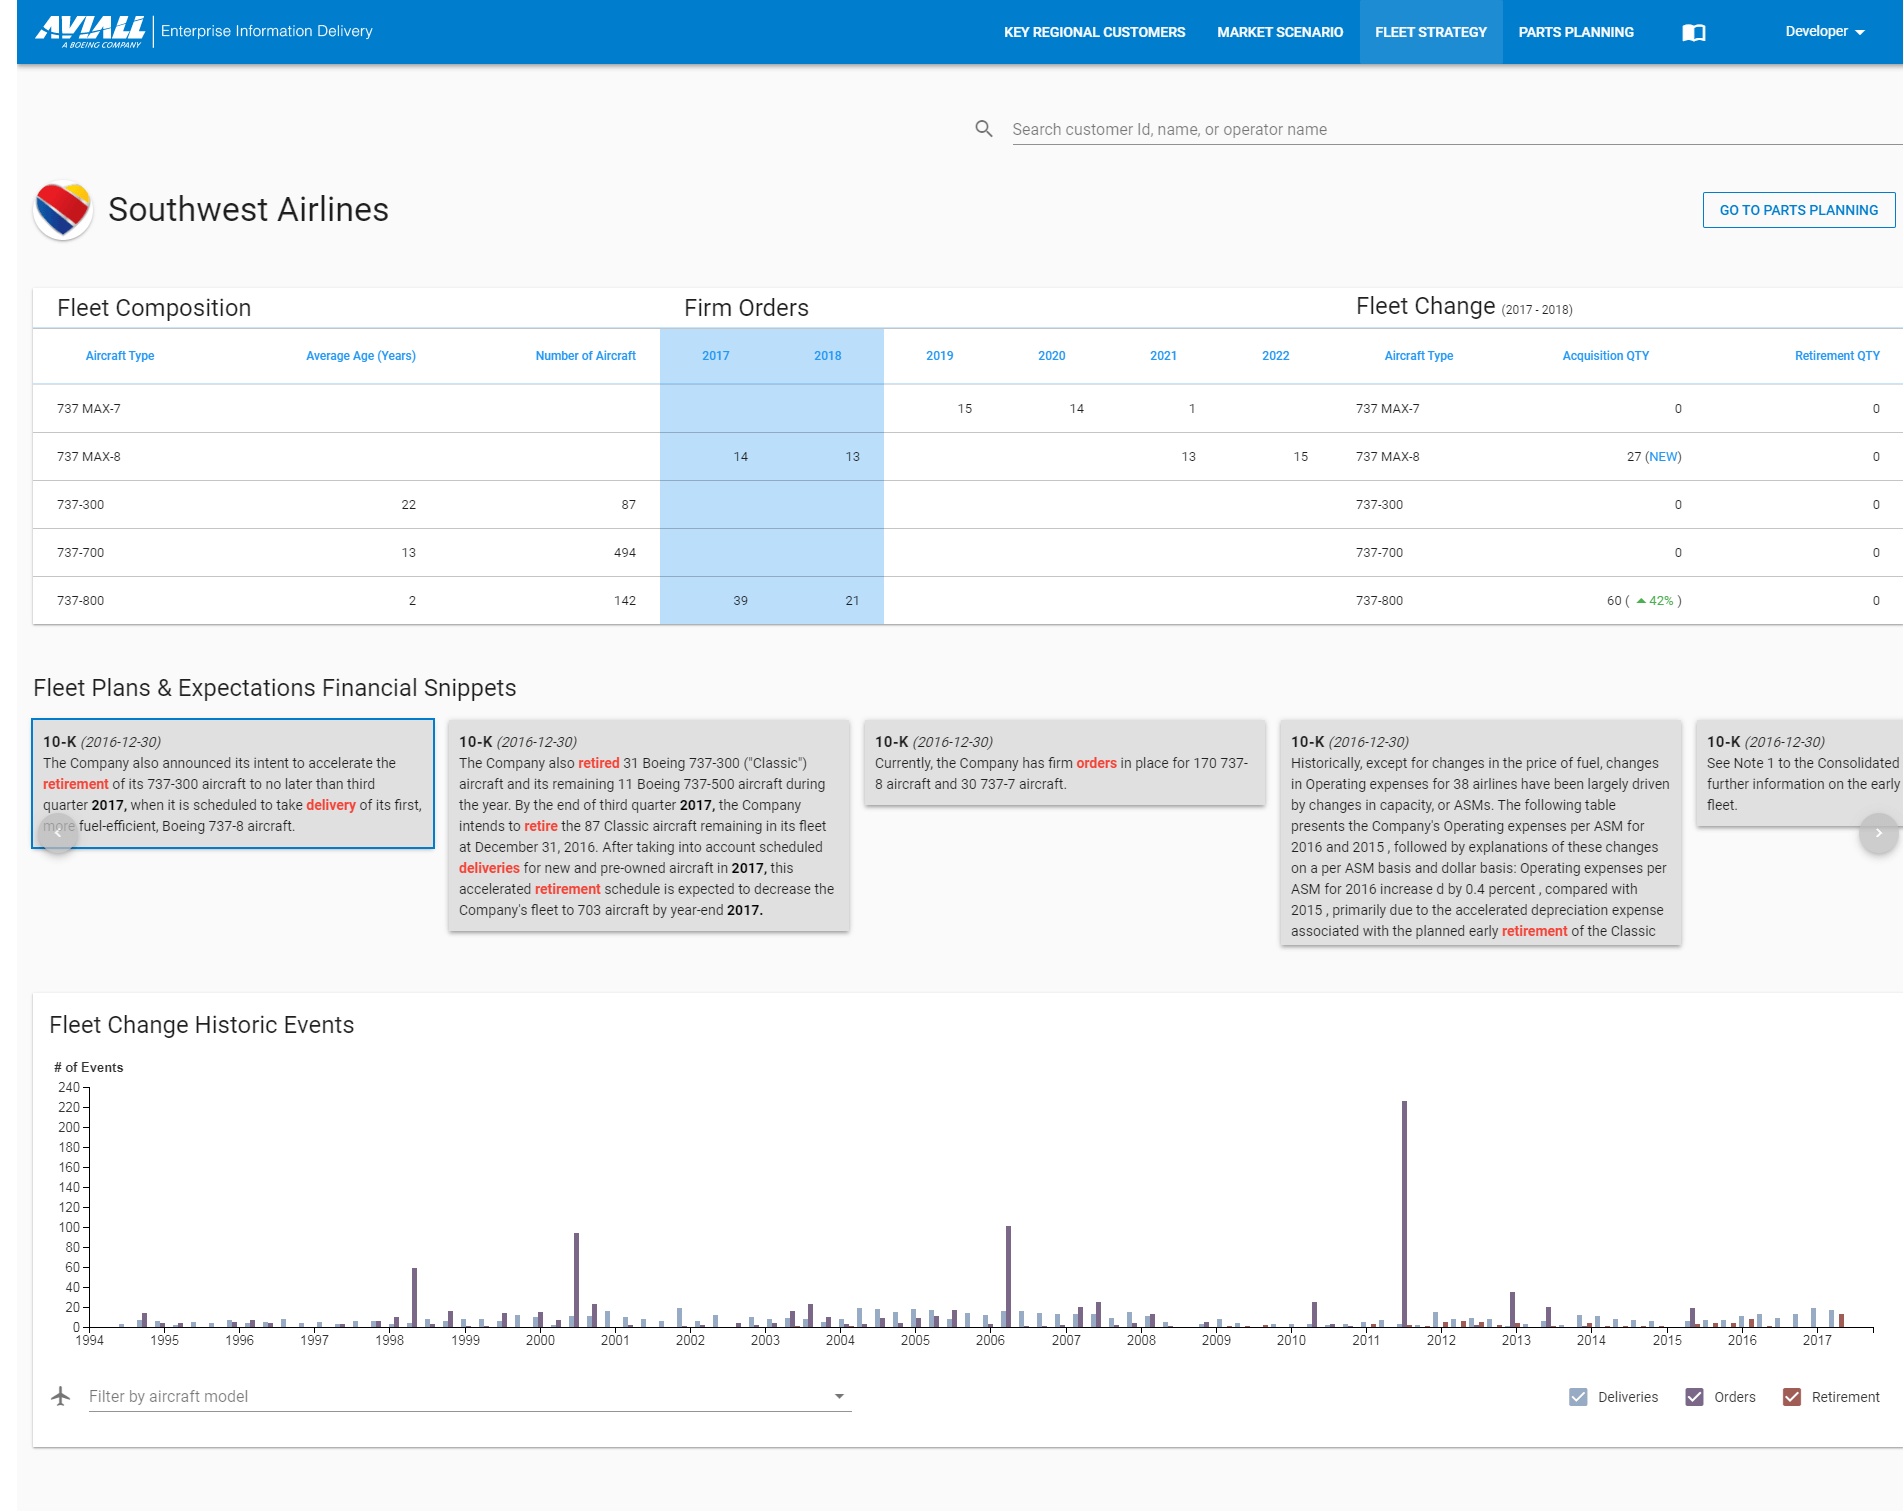 AVIALL
A BOEING COMPANY
Enterprise Information Delivery
KEY REGIONAL CUSTOMERS MARKET SCENARIO FLEET STRATEGY PARTS PLANNING Developer
Search customer Id, name, or operator name
Southwest Airlines
GO TO PARTS PLANNING
Fleet Composition Firm Orders Fleet Change (2017 - 2018)
Aircraft Type Average Age (Years) Number of Aircraft 2017 2018 2019 2020 2021 2022 Aircraft Type Acquisition QTY Retirement QTY
737 MAX-7 15 14 1 737 MAX-7 0 0
737 MAX-8 14 13 13 15 737 MAX-8 27 (NEW) 0
737-300 22 87 737-300 0 0
737-700 13 494 737-700 0 0
737-800 2 142 39 21 737-800 60 ( 42% ) 0
Fleet Plans & Expectations Financial Snippets
10-K (2016-12-30)
The Company also announced its intent to accelerate the
retirement of its 737-300 aircraft to no later than third
quarter 2017, when it is scheduled to take delivery of its first,
more fuel-efficient, Boeing 737-8 aircraft.
10-K (2016-12-30)
The Company also retired 31 Boeing 737-300 ("Classic")
aircraft and its remaining 11 Boeing 737-500 aircraft during
the year. By the end of third quarter 2017, the Company
intends to retire the 87 Classic aircraft remaining in its fleet
at December 31, 2016. After taking into account scheduled
deliveries for new and pre-owned aircraft in 2017, this
accelerated retirement schedule is expected to decrease the
Company's fleet to 703 aircraft by year-end 2017.
10-K (2016-12-30)
Currently, the Company has firm orders in place for 170 737-
8 aircraft and 30 737-7 aircraft.
10-K (2016-12-30)
Historically, except for changes in the price of fuel, changes
in Operating expenses for 38 airlines have been largely driven
by changes in capacity, or ASMs. The following table
presents the Company's Operating expenses per ASM for
2016 and 2015 , followed by explanations of these changes
on a per ASM basis and dollar basis: Operating expenses per
ASM for 2016 increase d by 0.4 percent , compared with
2015 , primarily due to the accelerated depreciation expense
associated with the planned early retirement of the Classic
10-K (2016-12-30)
See Note 1 to the Consolidated
further information on the early
fleet.
Fleet Change Historic Events
# of Events
240
220
200
180
160
140
120
100
80
60
40
20
0
1994 1995 1996 1997 1998 1999 2000 2001 2002 2003 2004 2005 2006 2007 2008 2009 2010 2011 2012 2013 2014 2015 2016 2017
Filter by aircraft model
Deliveries Orders Retirement